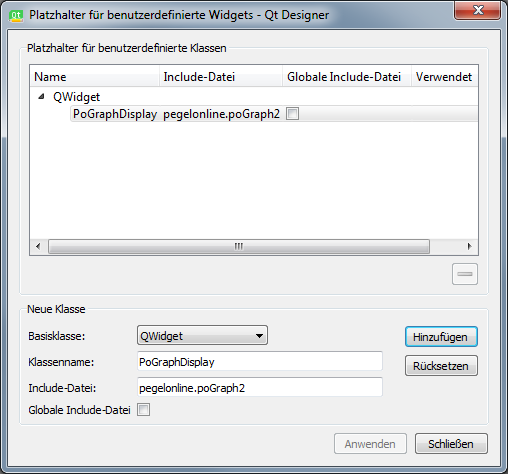 Qt Platzhalter für benutzerdefinierte Widgets - Qt Designer
Platzhalter für benutzerdefinierte Klassen
Name Include-Datei Globale Include-Datei Verwendet
QWidget
PoGraphDisplay pegelonline.poGraph2
Neue Klasse
Basisklasse: QWidget
Hinzufügen
Klassenname: PoGraphDisplay
Rücksetzen
Include-Datei: pegelonline.poGraph2
Globale Include-Datei
Anwenden Schließen